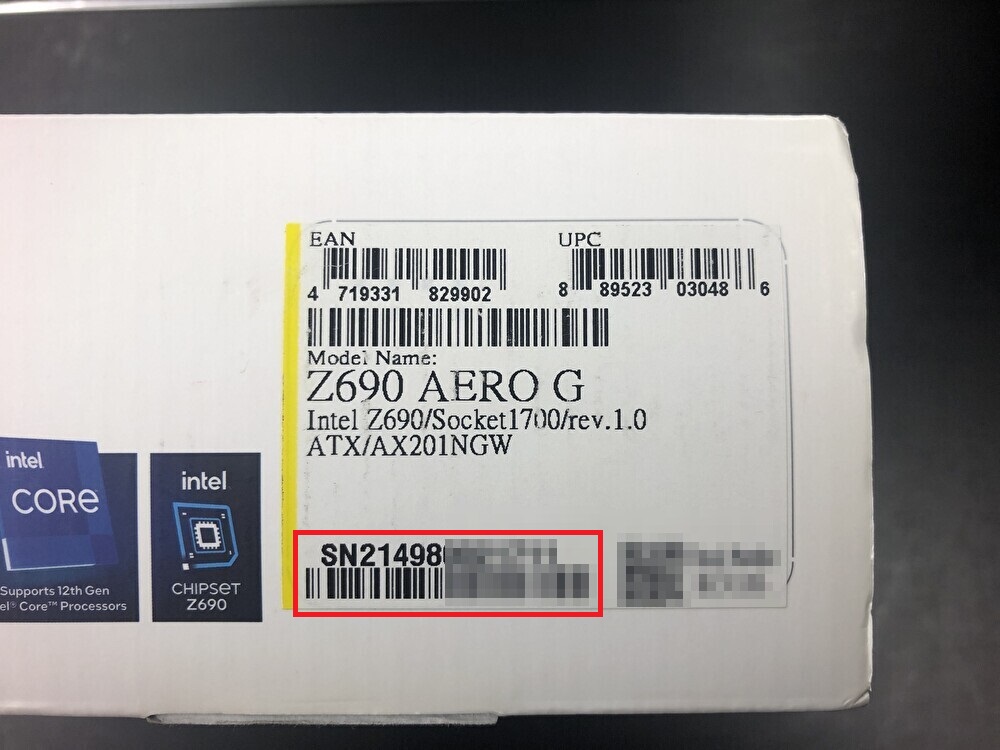 EAN
UPC
4 719331 829902
8 89523 03048 6
Model Name:
Z690 AERO G
Intel Z690/Socket1700/rev.1.0
ATX/AX201NGW
SN21498
intel
CORE
Supports 12th Gen
Core™ Processors
intel
CHIPSET
Z690